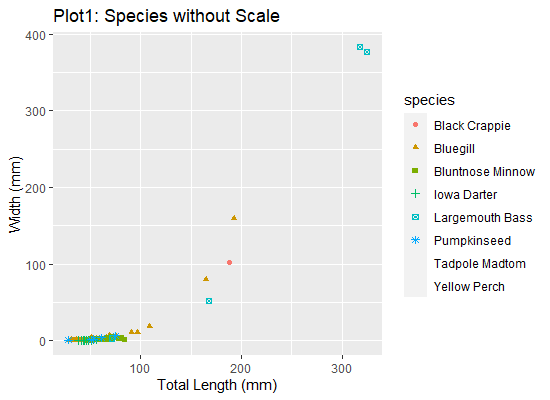 Plot1: Species without Scale
400
300
200
100
0
Width (mm)
100
200
300
Total Length (mm)
species
Black Crappie
Bluegill
Bluntnose Minnow
Iowa Darter
Largemouth Bass
Pumpkinseed
Tadpole Madtom
Yellow Perch